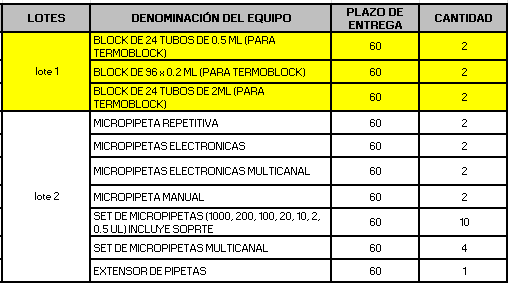 LOTES DENOMINACIÓN DEL EQUIPO PLAZO DE ENTREGA CANTIDAD
lote 1
BLOCK DE 24 TUBOS DE 0.5 ML (PARA
TERMOBLOCK) 60 2
BLOCK DE 96 x 0.2 ML (PARA TERMOBLOCK) 60 2
BLOCK DE 24 TUBOS DE 2ML (PARA
TERMOBLOCK) 60 2
lote 2
MICROPIPETA REPETITIVA 60 2
MICROPIPETAS ELECTRONICAS 60 2
MICROPIPETAS ELECTRONICAS MULTICANAL 60 2
MICROPIPETA MANUAL 60 2
SET DE MICROPIPETAS (1000, 200, 100, 20, 10, 2,
0.5 UL) INCLUYE SOPRTE 60 10
SET DE MICROPIPETAS MULTICANAL 60 4
EXTENSOR DE PIPETAS 60 1